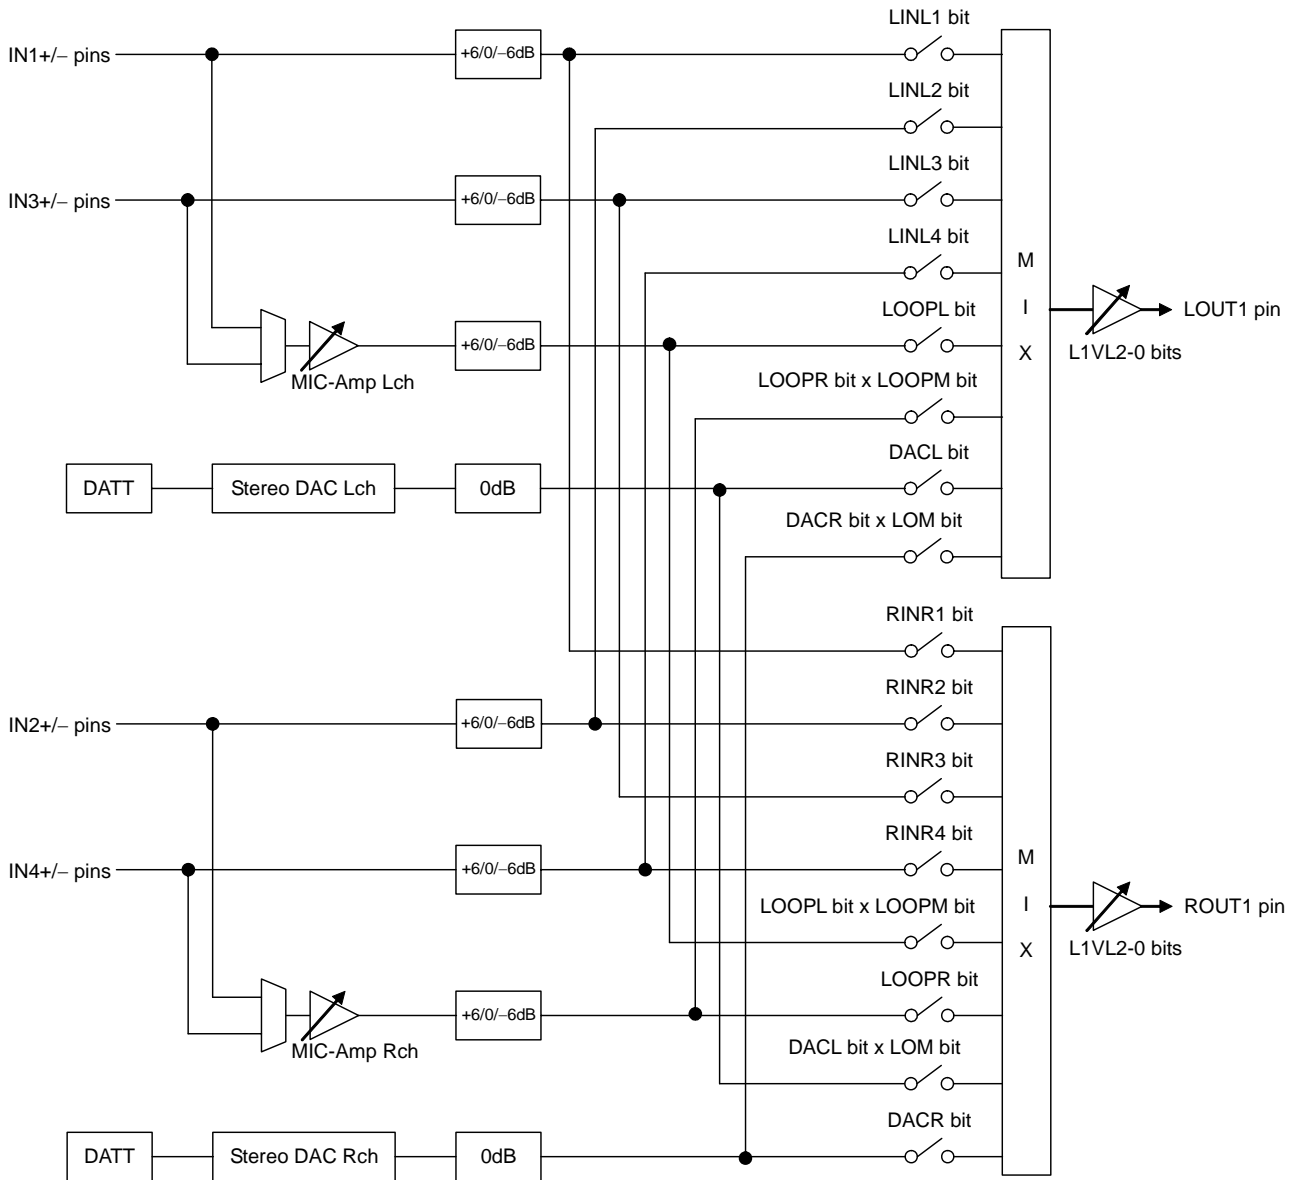 LINL1 bit
IN1+/− pins
+6/0/−6dB
LINL2 bit
LINL3 bit
IN3+/− pins
+6/0/−6dB
LINL4 bit
M
I
X
LOUT1 pin
L1VL2-0 bits
LOOPL bit
+6/0/−6dB
MIC-Amp Lch
LOOPR bit x LOOPM bit
DACL bit
DATT
Stereo DAC Lch
0dB
DACR bit x LOM bit
RINR1 bit
RINR2 bit
IN2+/− pins
+6/0/−6dB
RINR3 bit
RINR4 bit
IN4+/− pins
+6/0/−6dB
M
I
X
ROUT1 pin
L1VL2-0 bits
LOOPL bit x LOOPM bit
LOOPR bit
+6/0/−6dB
MIC-Amp Rch
DACL bit x LOM bit
DACR bit
DATT
Stereo DAC Rch
0dB